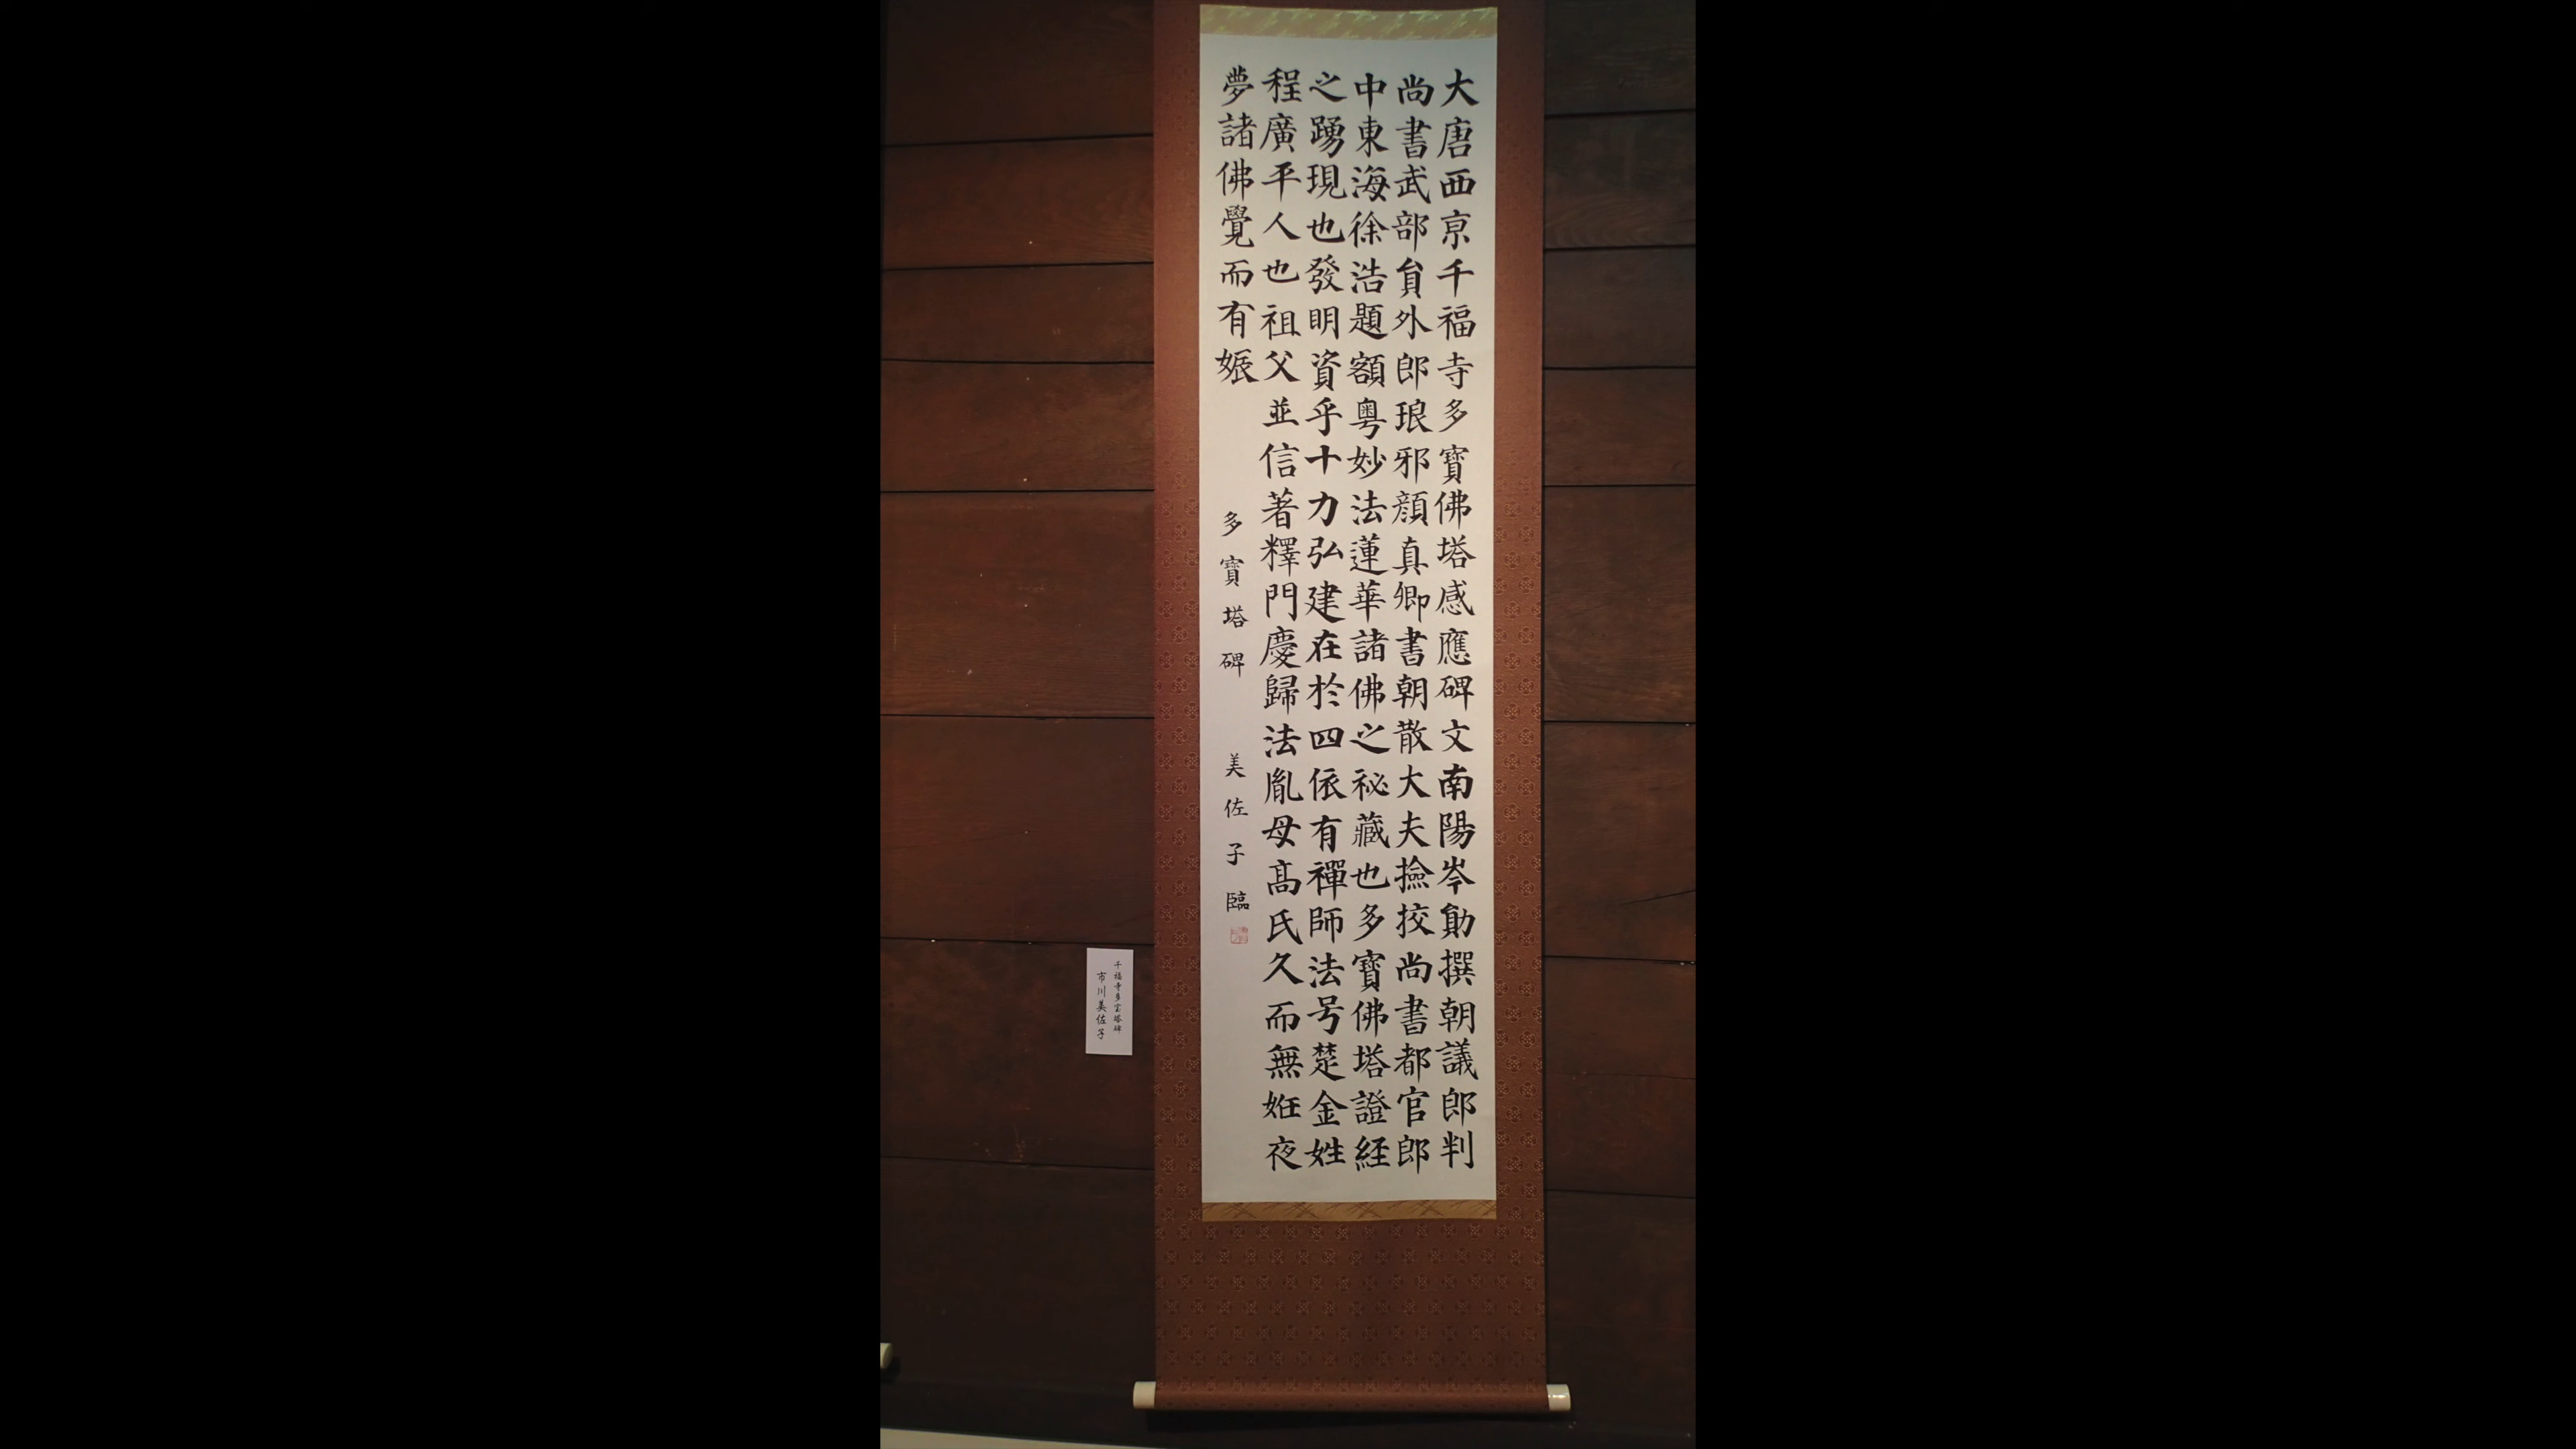 大唐西亰千福寺多寶佛塔感應碑文南陽岑勛撰朝議郎判
尚書武部貟外郎琅邪顔真卿書朝散大夫撿挍尚書都官郎
中東海徐浩題額粤妙法蓮華諸佛之祕藏也多寶佛塔證経
之踴現也發明資乎十力弘建在於四依有禪師法号楚金姓
程廣平人也祖父並信著釋門慶歸法胤母髙氏久而無姙夜
夢諸佛覺而有娠
多寶塔碑 美佐子臨
千福寺多宝塔碑
市川美佐子